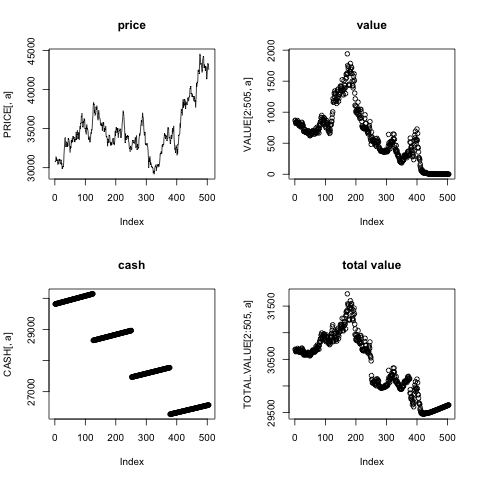 price
PRICE[, a]
30000 35000 40000 45000
0 100 200 300 400 500
Index
value
VALUE[2:505, a]
0 500 1000 1500 2000
0 100 200 300 400 500
Index
cash
CASH[, a]
27000 29000
0 100 200 300 400 500
Index
total value
TOTAL.VALUE[2:505, a]
29500 30500 31500
0 100 200 300 400 500
Index